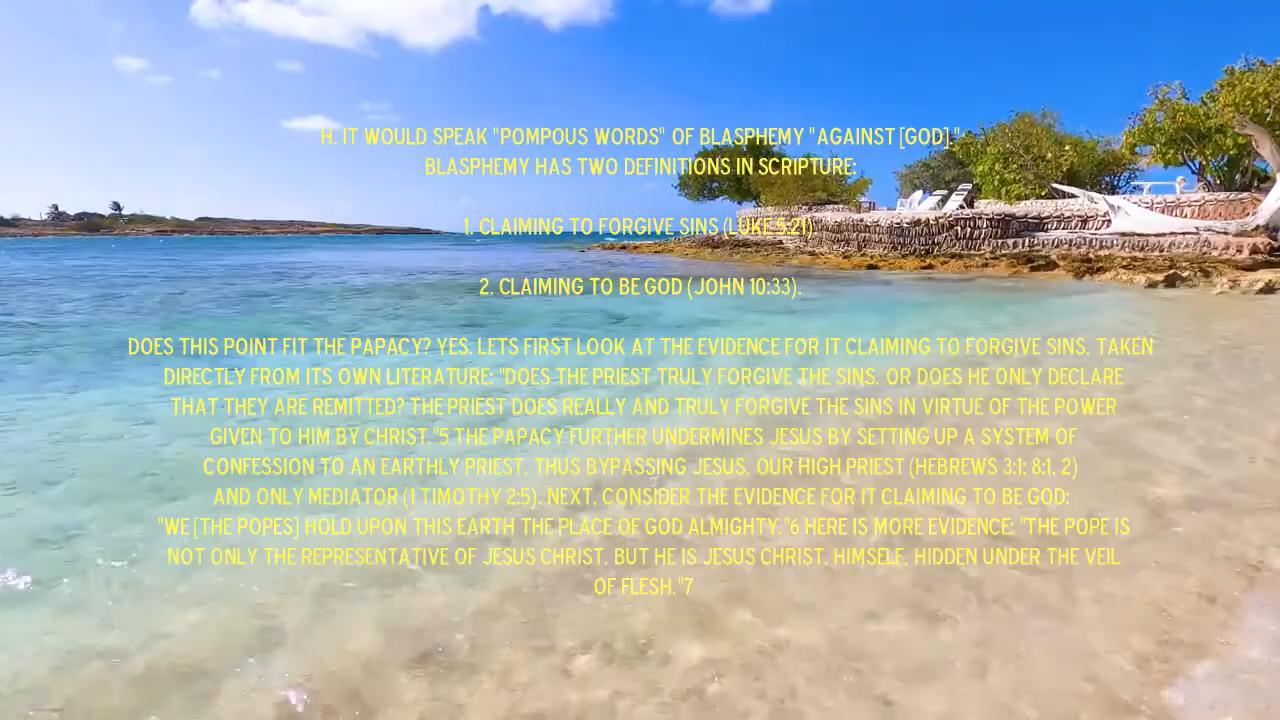 H. IT WOULD SPEAK "POMPOUS WORDS" OF BLASPHEMY "AGAINST [GOD]."
BLASPHEMY HAS TWO DEFINITIONS IN SCRIPTURE:
1. CLAIMING TO FORGIVE SINS (LUKE 5:21)
2. CLAIMING TO BE GOD (JOHN 10:33).
DOES THIS POINT FIT THE PAPACY? YES. LETS FIRST LOOK AT THE EVIDENCE FOR IT CLAIMING TO FORGIVE SINS, TAKEN
DIRECTLY FROM ITS OWN LITERATURE: "DOES THE PRIEST TRULY FORGIVE THE SINS, OR DOES HE ONLY DECLARE
THAT THEY ARE REMITTED? THE PRIEST DOES REALLY AND TRULY FORGIVE THE SINS IN VIRTUE OF THE POWER
GIVEN TO HIM BY CHRIST."5 THE PAPACY FURTHER UNDERMINES JESUS BY SETTING UP A SYSTEM OF
CONFESSION TO AN EARTHLY PRIEST, THUS BYPASSING JESUS, OUR HIGH PRIEST (HEBREWS 3:1; 8:1, 2)
AND ONLY MEDIATOR (1 TIMOTHY 2:5). NEXT, CONSIDER THE EVIDENCE FOR IT CLAIMING TO BE GOD:
"WE [THE POPES] HOLD UPON THIS EARTH THE PLACE OF GOD ALMIGHTY."6 HERE IS MORE EVIDENCE: "THE POPE IS
NOT ONLY THE REPRESENTATIVE OF JESUS CHRIST, BUT HE IS JESUS CHRIST, HIMSELF, HIDDEN UNDER THE VEIL
OF FLESH."7